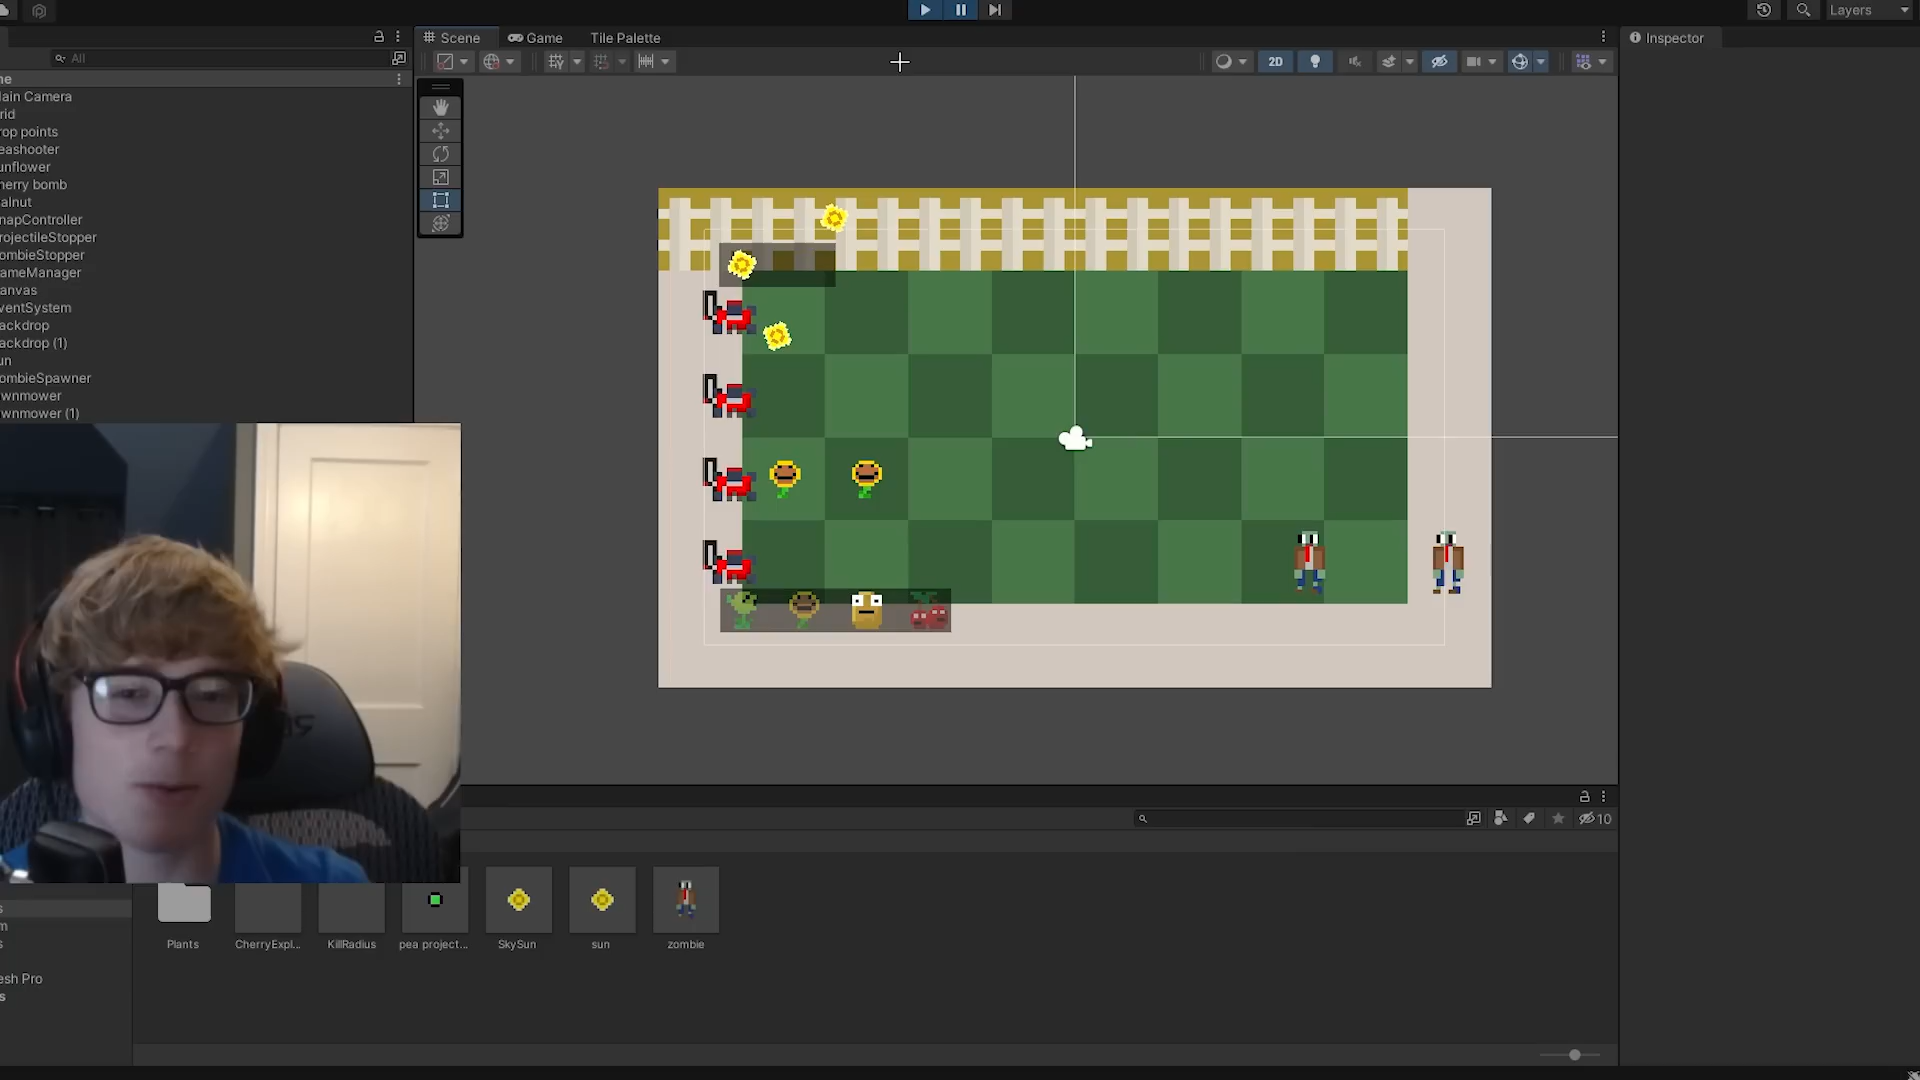 Layers
Scene
Game
Tile Palette
Inspector
All
2D
ne
ain Camera
rid
rop points
eashooter
unflower
herry bomb
alnut
napController
rojectileStopper
ombieStopper
ameManager
anvas
ventSystem
ackdrop
ackdrop (1)
un
ombieSpawner
wnmower
wnmower (1)
10
s
m
s
esh Pro
s
Plants
CherryExpl...
KillRadius
pea project...
SkySun
sun
zombie